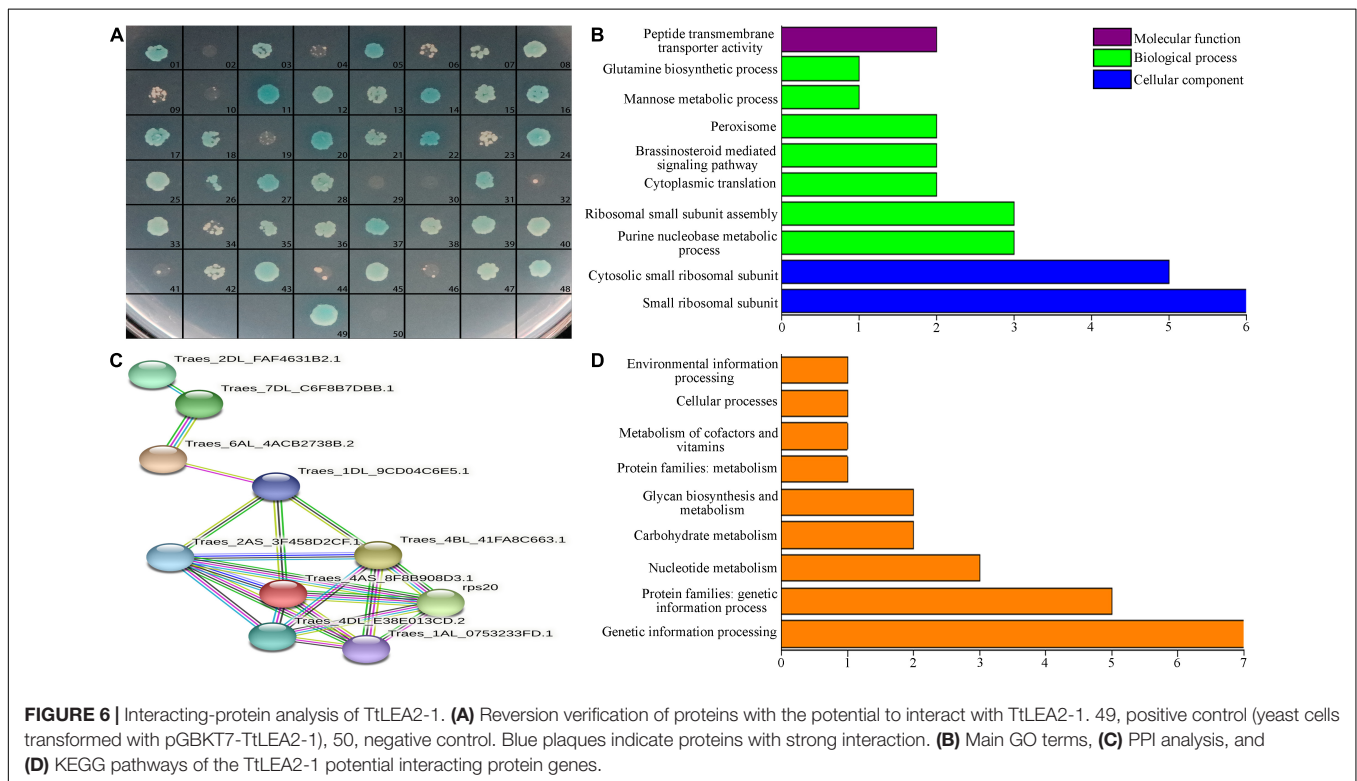 A
01 02 03 04 05 06 07 08
09 10 11 12 13 14 15 16
17 18 19 20 21 22 23 24
25 26 27 28 29 30 31 32
33 34 35 36 37 38 39 40
41 42 43 44 45 46 47 48
49 50
B
Peptide transmembrane
transporter activity
Glutamine biosynthetic process
Mannose metabolic process
Peroxisome
Brassinosteroid mediated
signaling pathway
Cytoplasmic translation
Ribosomal small subunit assembly
Purine nucleobase metabolic
process
Cytosolic small ribosomal subunit
Small ribosomal subunit
0 1 2 3 4 5 6
Molecular function
Biological process
Cellular component
C
Traes_2DL_FAF4631B2.1
Traes_7DL_C6F8B7DBB.1
Traes_6AL_4ACB2738B.2
Traes_1DL_9CD04C6E5.1
Traes_2AS_3F458D2CF.1
Traes_4BL_41FA8C663.1
Traes_4AS_8F8B908D3.1
rps20
Traes_4DL_E38E013CD.2
Traes_1AL_0753233FD.1
D
Environmental information
processing
Cellular processes
Metabolism of cofactors and
vitamins
Protein families: metabolism
Glycan biosynthesis and
metabolism
Carbohydrate metabolism
Nucleotide metabolism
Protein families: genetic
information process
Genetic information processing
0 1 2 3 4 5 6 7
FIGURE 6 | Interacting-protein analysis of TtLEA2-1. (A) Reversion verification of proteins with the potential to interact with TtLEA2-1. 49, positive control (yeast cells
transformed with pGBKT7-TtLEA2-1), 50, negative control. Blue plaques indicate proteins with strong interaction. (B) Main GO terms, (C) PPI analysis, and
(D) KEGG pathways of the TtLEA2-1 potential interacting protein genes.